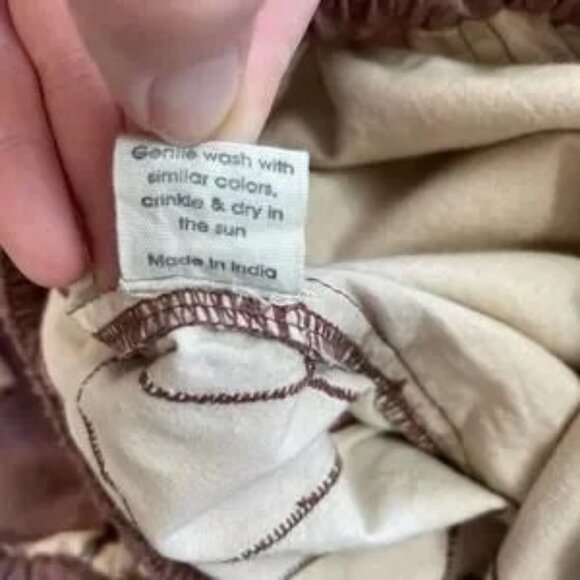 Gentle wash with
similar colors,
crinkle & dry in
the sun
Made in India